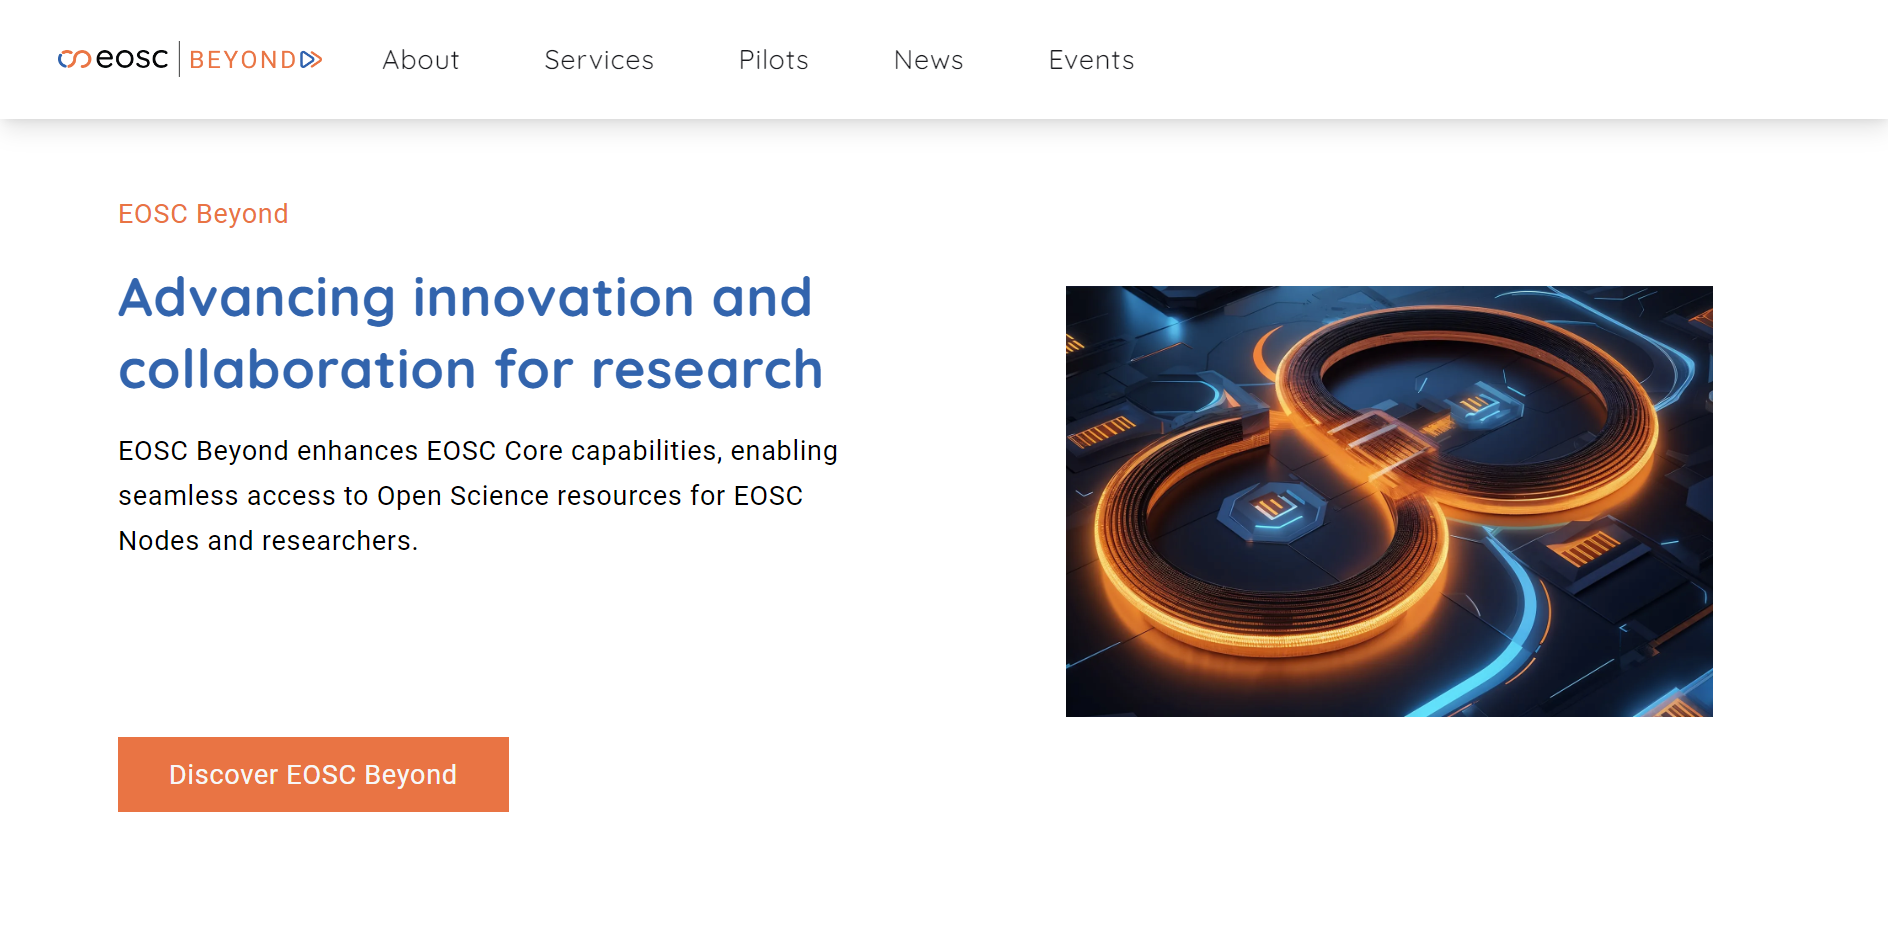 eosc BEYOND
About Services Pilots News Events
EOSC Beyond
Advancing innovation and
collaboration for research
EOSC Beyond enhances EOSC Core capabilities, enabling
seamless access to Open Science resources for EOSC
Nodes and researchers.
Discover EOSC Beyond